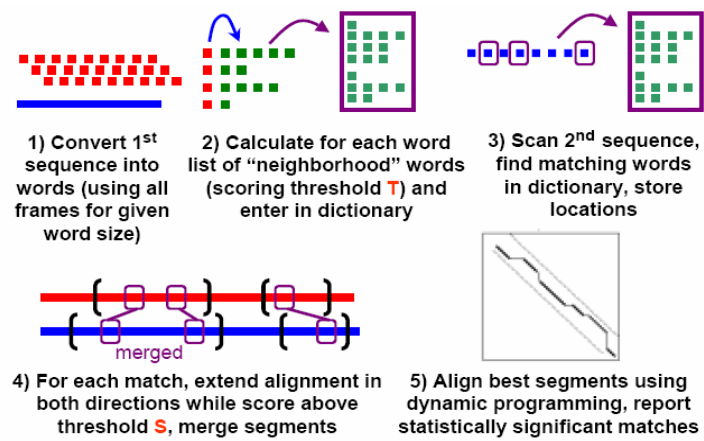 1) Convert 1st
sequence into
words (using all
frames for given
word size)
2) Calculate for each word
list of “neighborhood” words
(scoring threshold T) and
enter in dictionary
3) Scan 2nd sequence,
find matching words
in dictionary, store
locations
merged
4) For each match, extend alignment in
both directions while score above
threshold S, merge segments
5) Align best segments using
dynamic programming, report
statistically significant matches